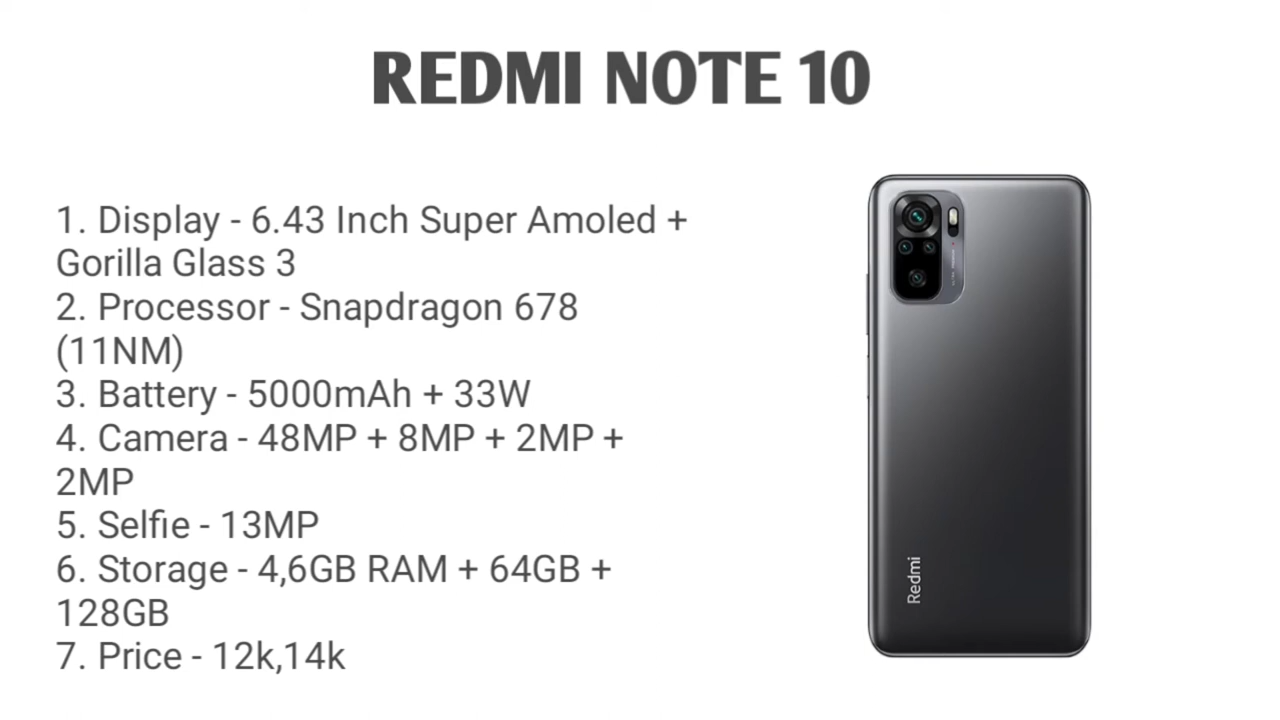 REDMI NOTE 10
1. Display - 6.43 Inch Super Amoled +
Gorilla Glass 3
2. Processor - Snapdragon 678
(11NM)
3. Battery - 5000mAh + 33W
4. Camera - 48MP + 8MP + 2MP +
2MP
5. Selfie - 13MP
6. Storage - 4,6GB RAM + 64GB +
128GB
7. Price - 12k,14k
Redmi